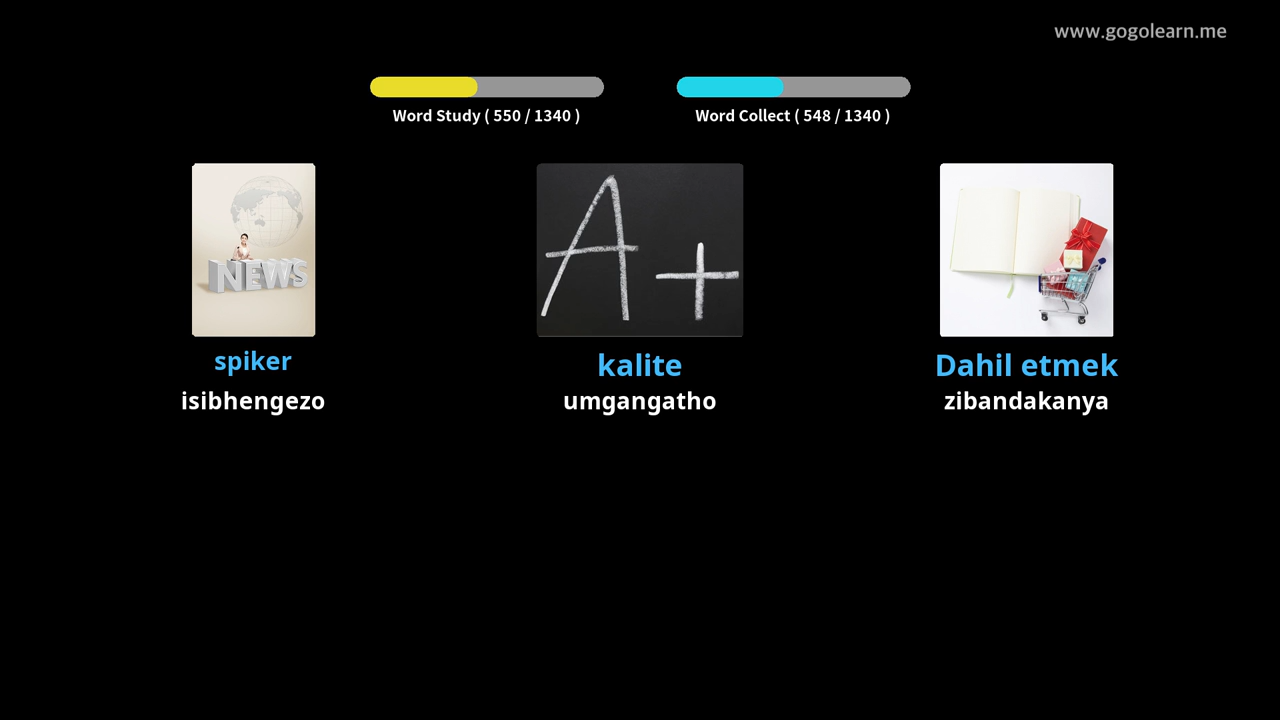 www.gogolearn.me
Word Study ( 550 / 1340 )
Word Collect ( 548 / 1340 )
NEWS
A+
spiker
kalite
Dahil etmek
isibhengezo
umgangatho
zibandakanya